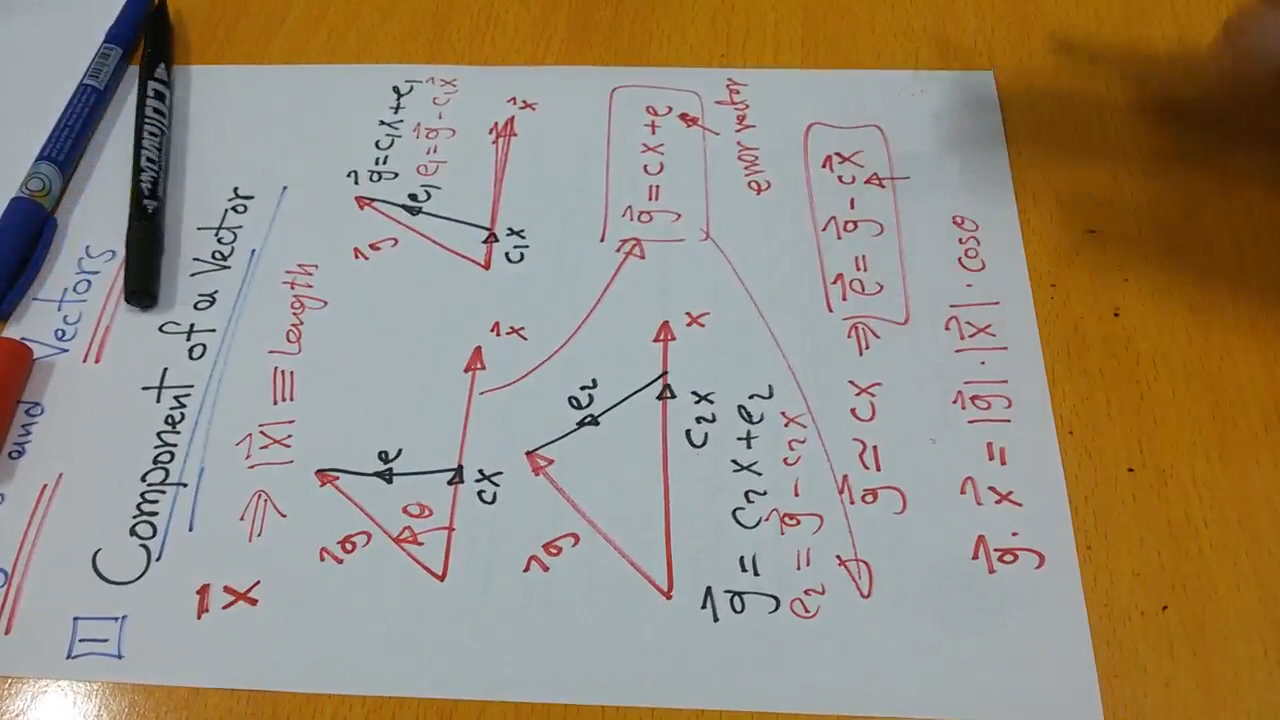 and Vectors
1 Component of a Vector
x⃗ ⇒ |x⃗| ≡ Length
g⃗
θ
e
cx
x⃗
g⃗
e₁
c₁x
x⃗
g⃗ = c₁x + e₁
e₁ = g⃗ - c₁x⃗
g⃗
e₂
c₂x
x
g⃗ = cx + e
error vector
g⃗ = c₂x + e₂
e₂ = g⃗ - c₂x
g⃗ ≃ cx ⇒ e⃗ = g⃗ - cx⃗
g⃗ . x⃗ = |g⃗| . |x⃗| . cosθ